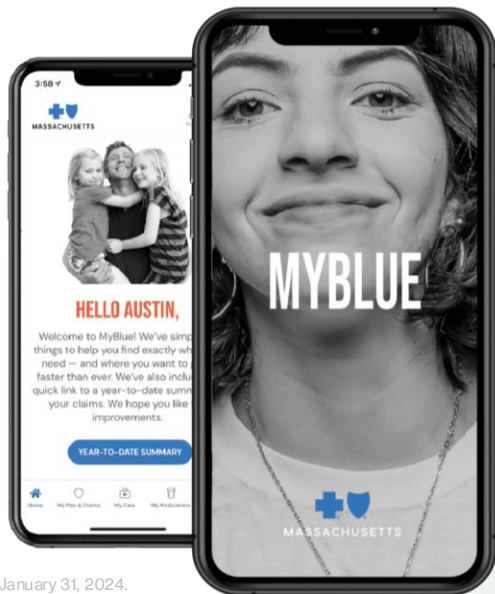 3:58
MASSACHUSETTS
HELLO AUSTIN,
Welcome to MyBlue! We've simp
things to help you find exactly wh
need — and where you want to
faster than ever. We've also inclu
quick link to a year-to-date summ
your claims. We hope you like
improvements.
YEAR-TO-DATE SUMMARY
Home My Plan & Claims My Care My Medications
MYBLUE
MASSACHUSETTS
January 31, 2024.